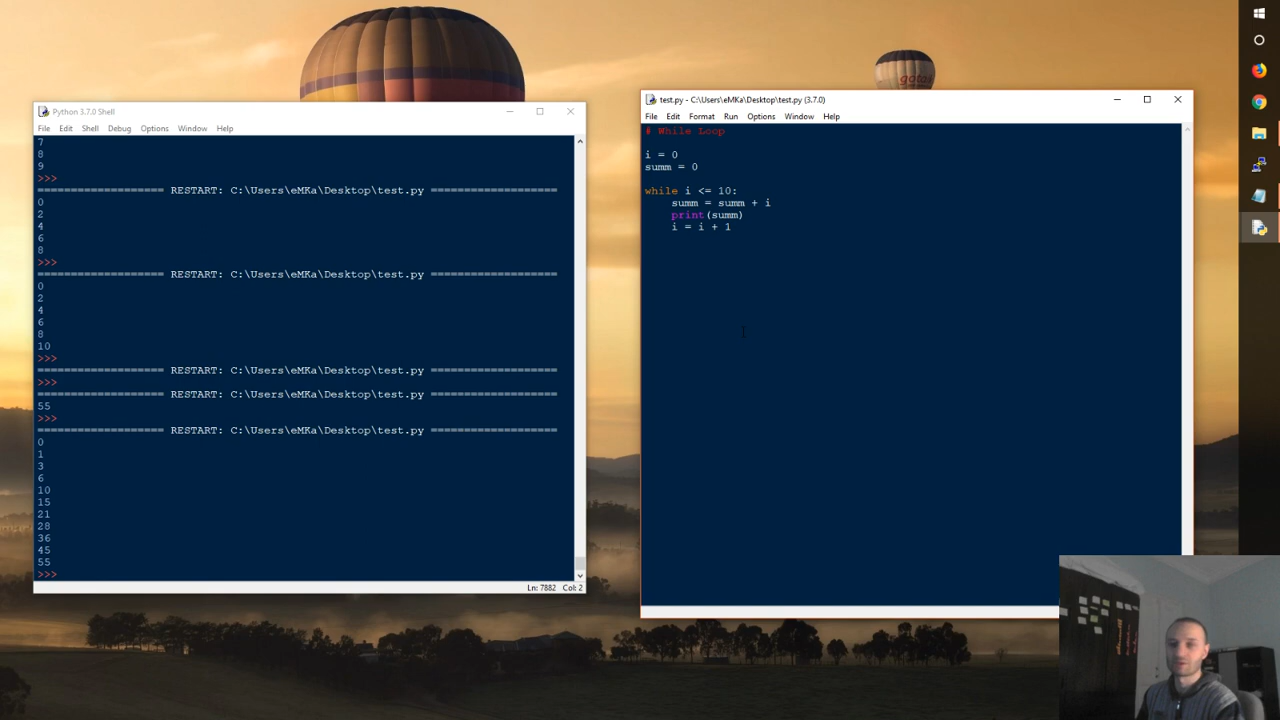 Python 3.7.0 Shell
File Edit Shell Debug Options Window Help
7
8
9
>>>
=================== RESTART: C:\Users\eMKa\Desktop\test.py ===================
0
2
4
6
8
>>>
=================== RESTART: C:\Users\eMKa\Desktop\test.py ===================
0
2
4
6
8
10
>>>
=================== RESTART: C:\Users\eMKa\Desktop\test.py ===================
>>>
=================== RESTART: C:\Users\eMKa\Desktop\test.py ===================
55
>>>
=================== RESTART: C:\Users\eMKa\Desktop\test.py ===================
0
1
3
6
10
15
21
28
36
45
55
>>>
Ln: 7882 Col: 2
gota
test.py - C:\Users\eMKa\Desktop\test.py (3.7.0)
File Edit Format Run Options Window Help
# While Loop
i = 0
summ = 0
while i <= 10:
    summ = summ + i
    print(summ)
    i = i + 1